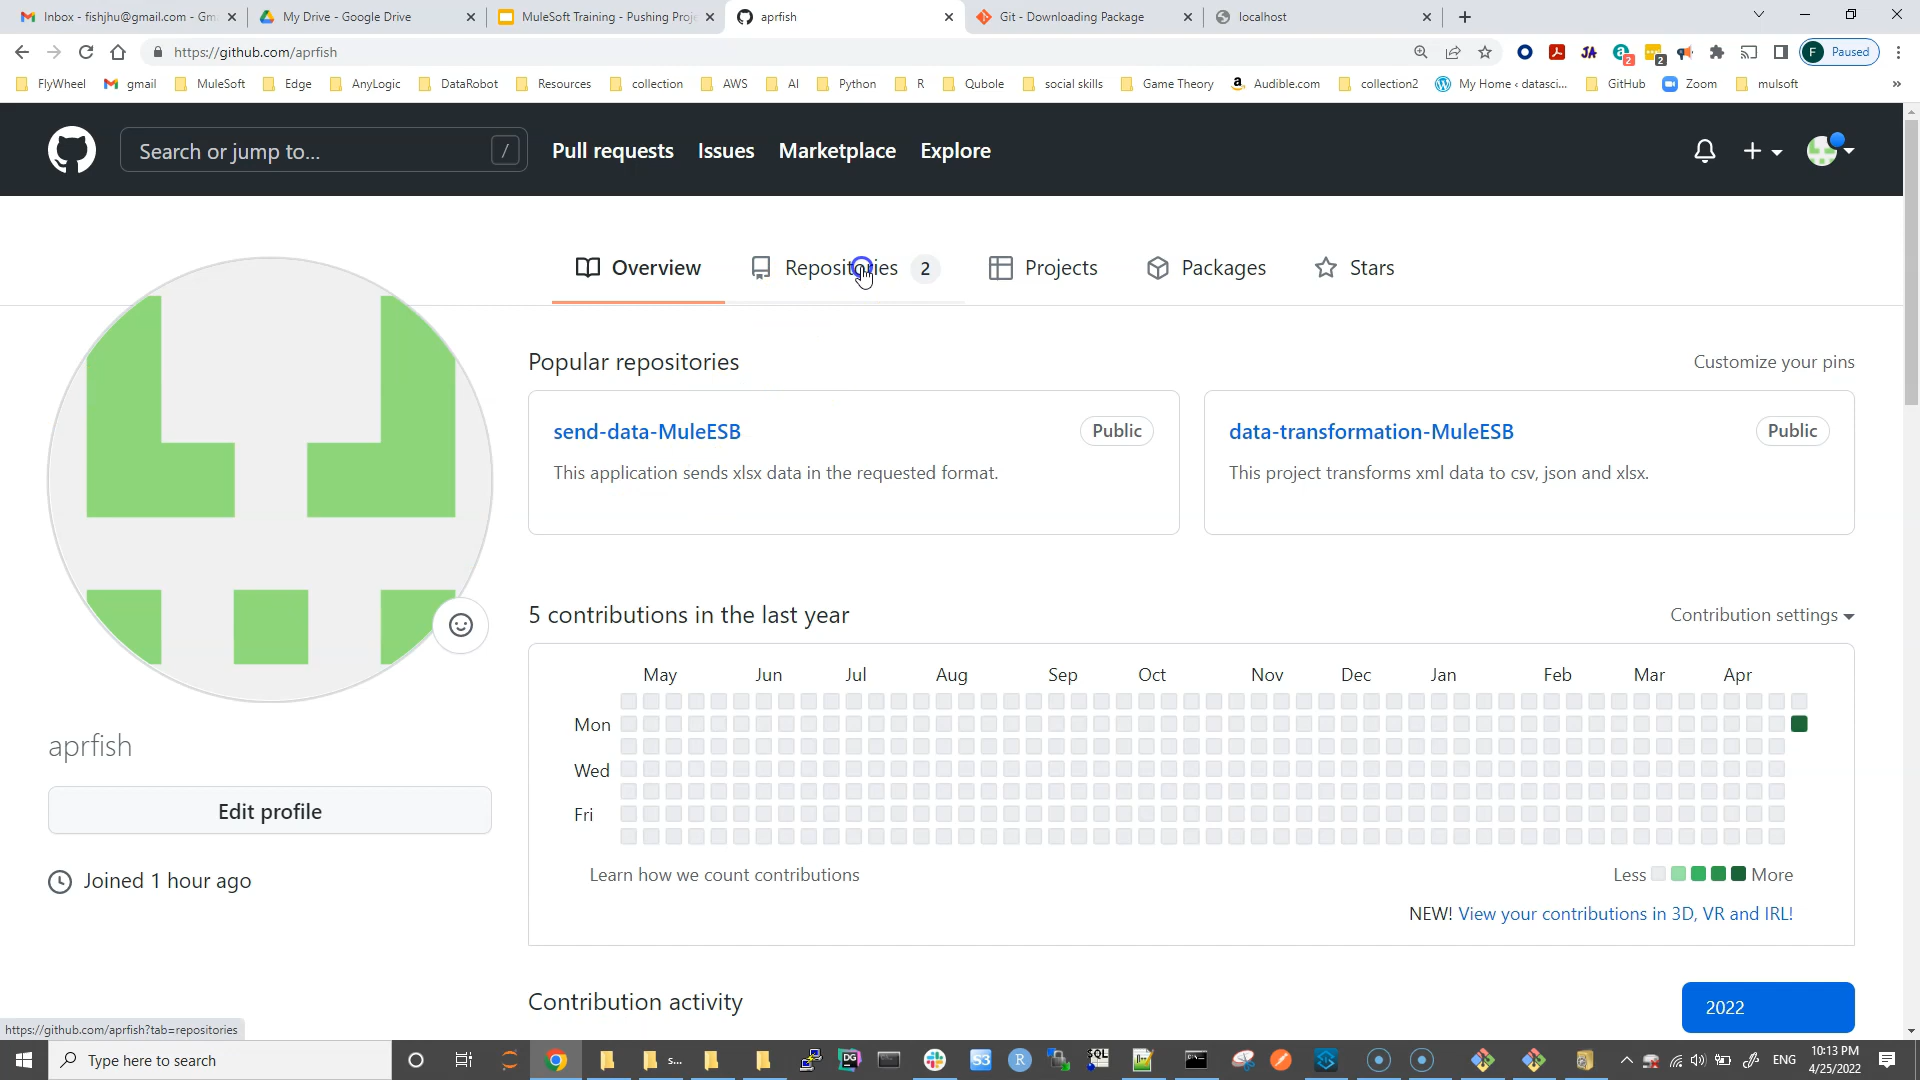 Inbox - fishjhu@gmail.com - Gm
My Drive - Google Drive
MuleSoft Training - Pushing Proje
aprfish
Git - Downloading Package
localhost
https://github.com/aprfish
2
2
F Paused
FlyWheel
gmail
MuleSoft
Edge
AnyLogic
DataRobot
Resources
collection
AWS
AI
Python
R
Qubole
social skills
Game Theory
Audible.com
collection2
My Home ‹ datasci...
GitHub
Zoom
mulsoft
»
Search or jump to...
/
Pull requests
Issues
Marketplace
Explore
Overview
Repositories 2
Projects
Packages
Stars
Popular repositories
Customize your pins
send-data-MuleESB
Public
This application sends xlsx data in the requested format.
data-transformation-MuleESB
Public
This project transforms xml data to csv, json and xlsx.
5 contributions in the last year
Contribution settings
May Jun Jul Aug Sep Oct Nov Dec Jan Feb Mar Apr
Mon
Wed
Fri
Learn how we count contributions
Less
More
NEW! View your contributions in 3D, VR and IRL!
aprfish
Edit profile
Joined 1 hour ago
Contribution activity
2022
https://github.com/aprfish?tab=repositories
Type here to search
s...
ENG
10:13 PM
4/25/2022